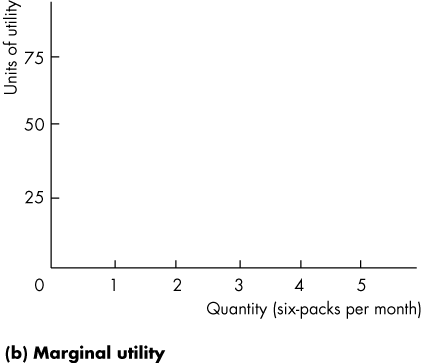 Units of utility
75
50
25
0 1 2 3 4 5
Quantity (six-packs per month)
(b) Marginal utility